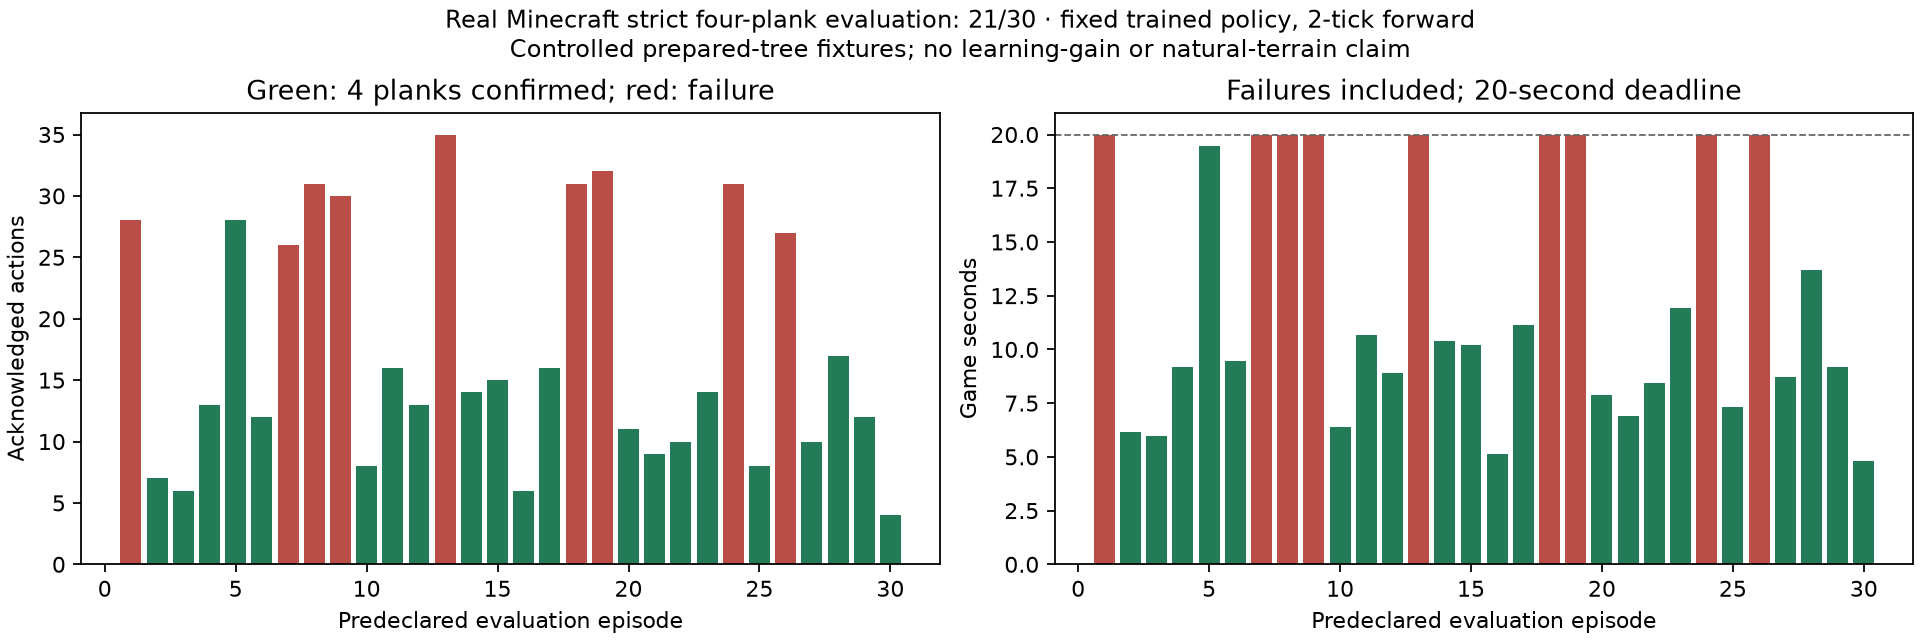 Real Minecraft strict four-plank evaluation: 21/30 · fixed trained policy, 2-tick forward
Controlled prepared-tree fixtures; no learning-gain or natural-terrain claim
Green: 4 planks confirmed; red: failure
Acknowledged actions
35
30
25
20
15
10
5
0
0 5 10 15 20 25 30
Predeclared evaluation episode
Failures included; 20-second deadline
Game seconds
20.0
17.5
15.0
12.5
10.0
7.5
5.0
2.5
0.0
0 5 10 15 20 25 30
Predeclared evaluation episode